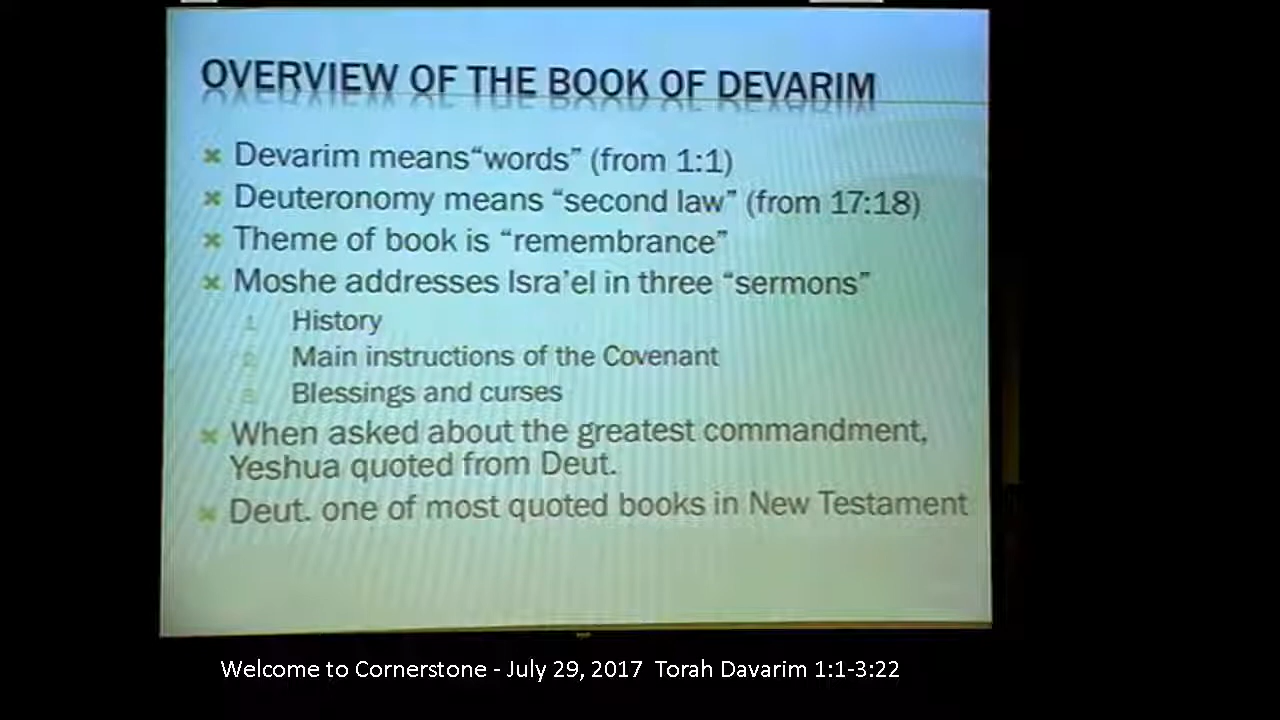 OVERVIEW OF THE BOOK OF DEVARIM
Devarim means“words” (from 1:1)
Deuteronomy means “second law” (from 17:18)
Theme of book is “remembrance”
Moshe addresses Isra’el in three “sermons”
1. History
2. Main instructions of the Covenant
3. Blessings and curses
When asked about the greatest commandment,
Yeshua quoted from Deut.
Deut. one of most quoted books in New Testament
Welcome to Cornerstone - July 29, 2017 Torah Davarim 1:1-3:22